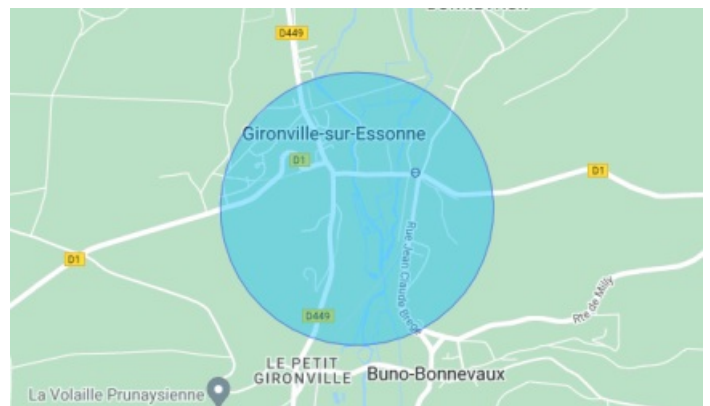 D449
Gironville-sur-Essonne
D1
D1
D1
Rue Jean Claude
Rte de Milly
D449
LE PETIT
GIRONVILLE
Buno-Bonnevaux
La Volaille Prunaysienne